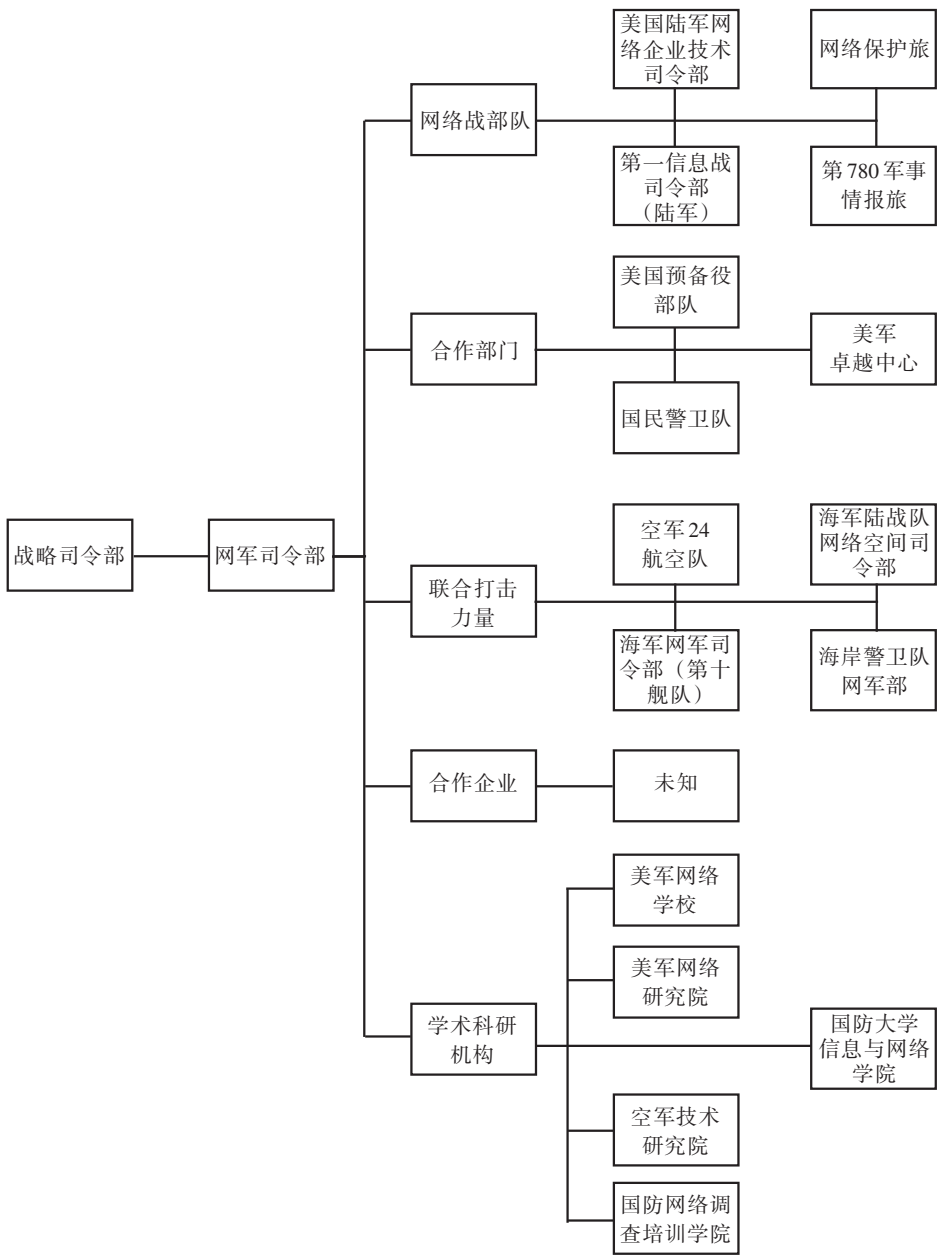 美国陆军网
络企业技术
司令部
网络保护旅
网络战部队
第一信息战
司令部
（陆军）
第780军事
情报旅
美国预备役
部队
合作部门
美军
卓越中心
国民警卫队
战略司令部
网军司令部
空军24
航空队
海军陆战队
网络空间司
令部
联合打击
力量
海军网军司
令部（第十
舰队）
海岸警卫队
网军部
合作企业
未知
美军网络
学校
美军网络
研究院
学术科研
机构
国防大学
信息与网络
学院
空军技术
研究院
国防网络调
查培训学院